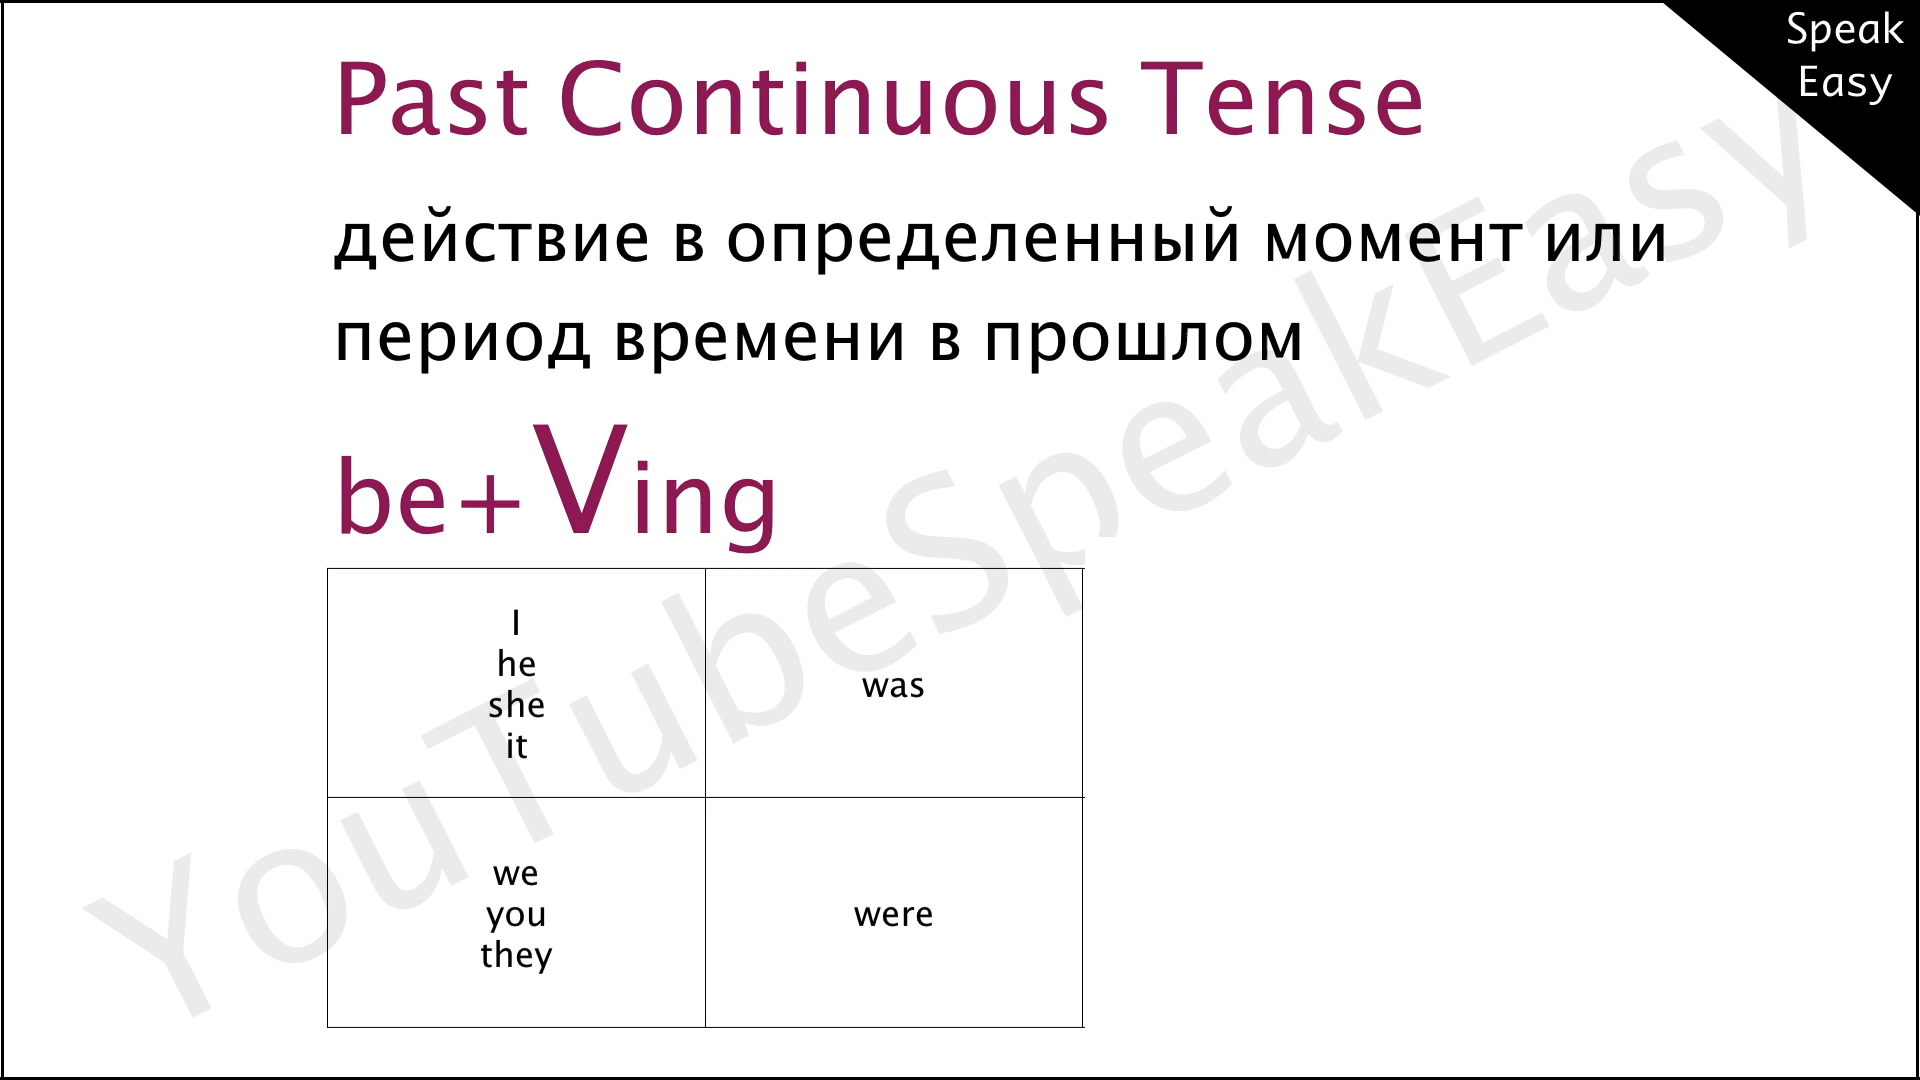 Speak
Easy
Past Continuous Tense
действие в определенный момент или
период времени в прошлом
be+Ving
I
he
she
it
was
we
you
they
were
YouTubeSpeakEasy